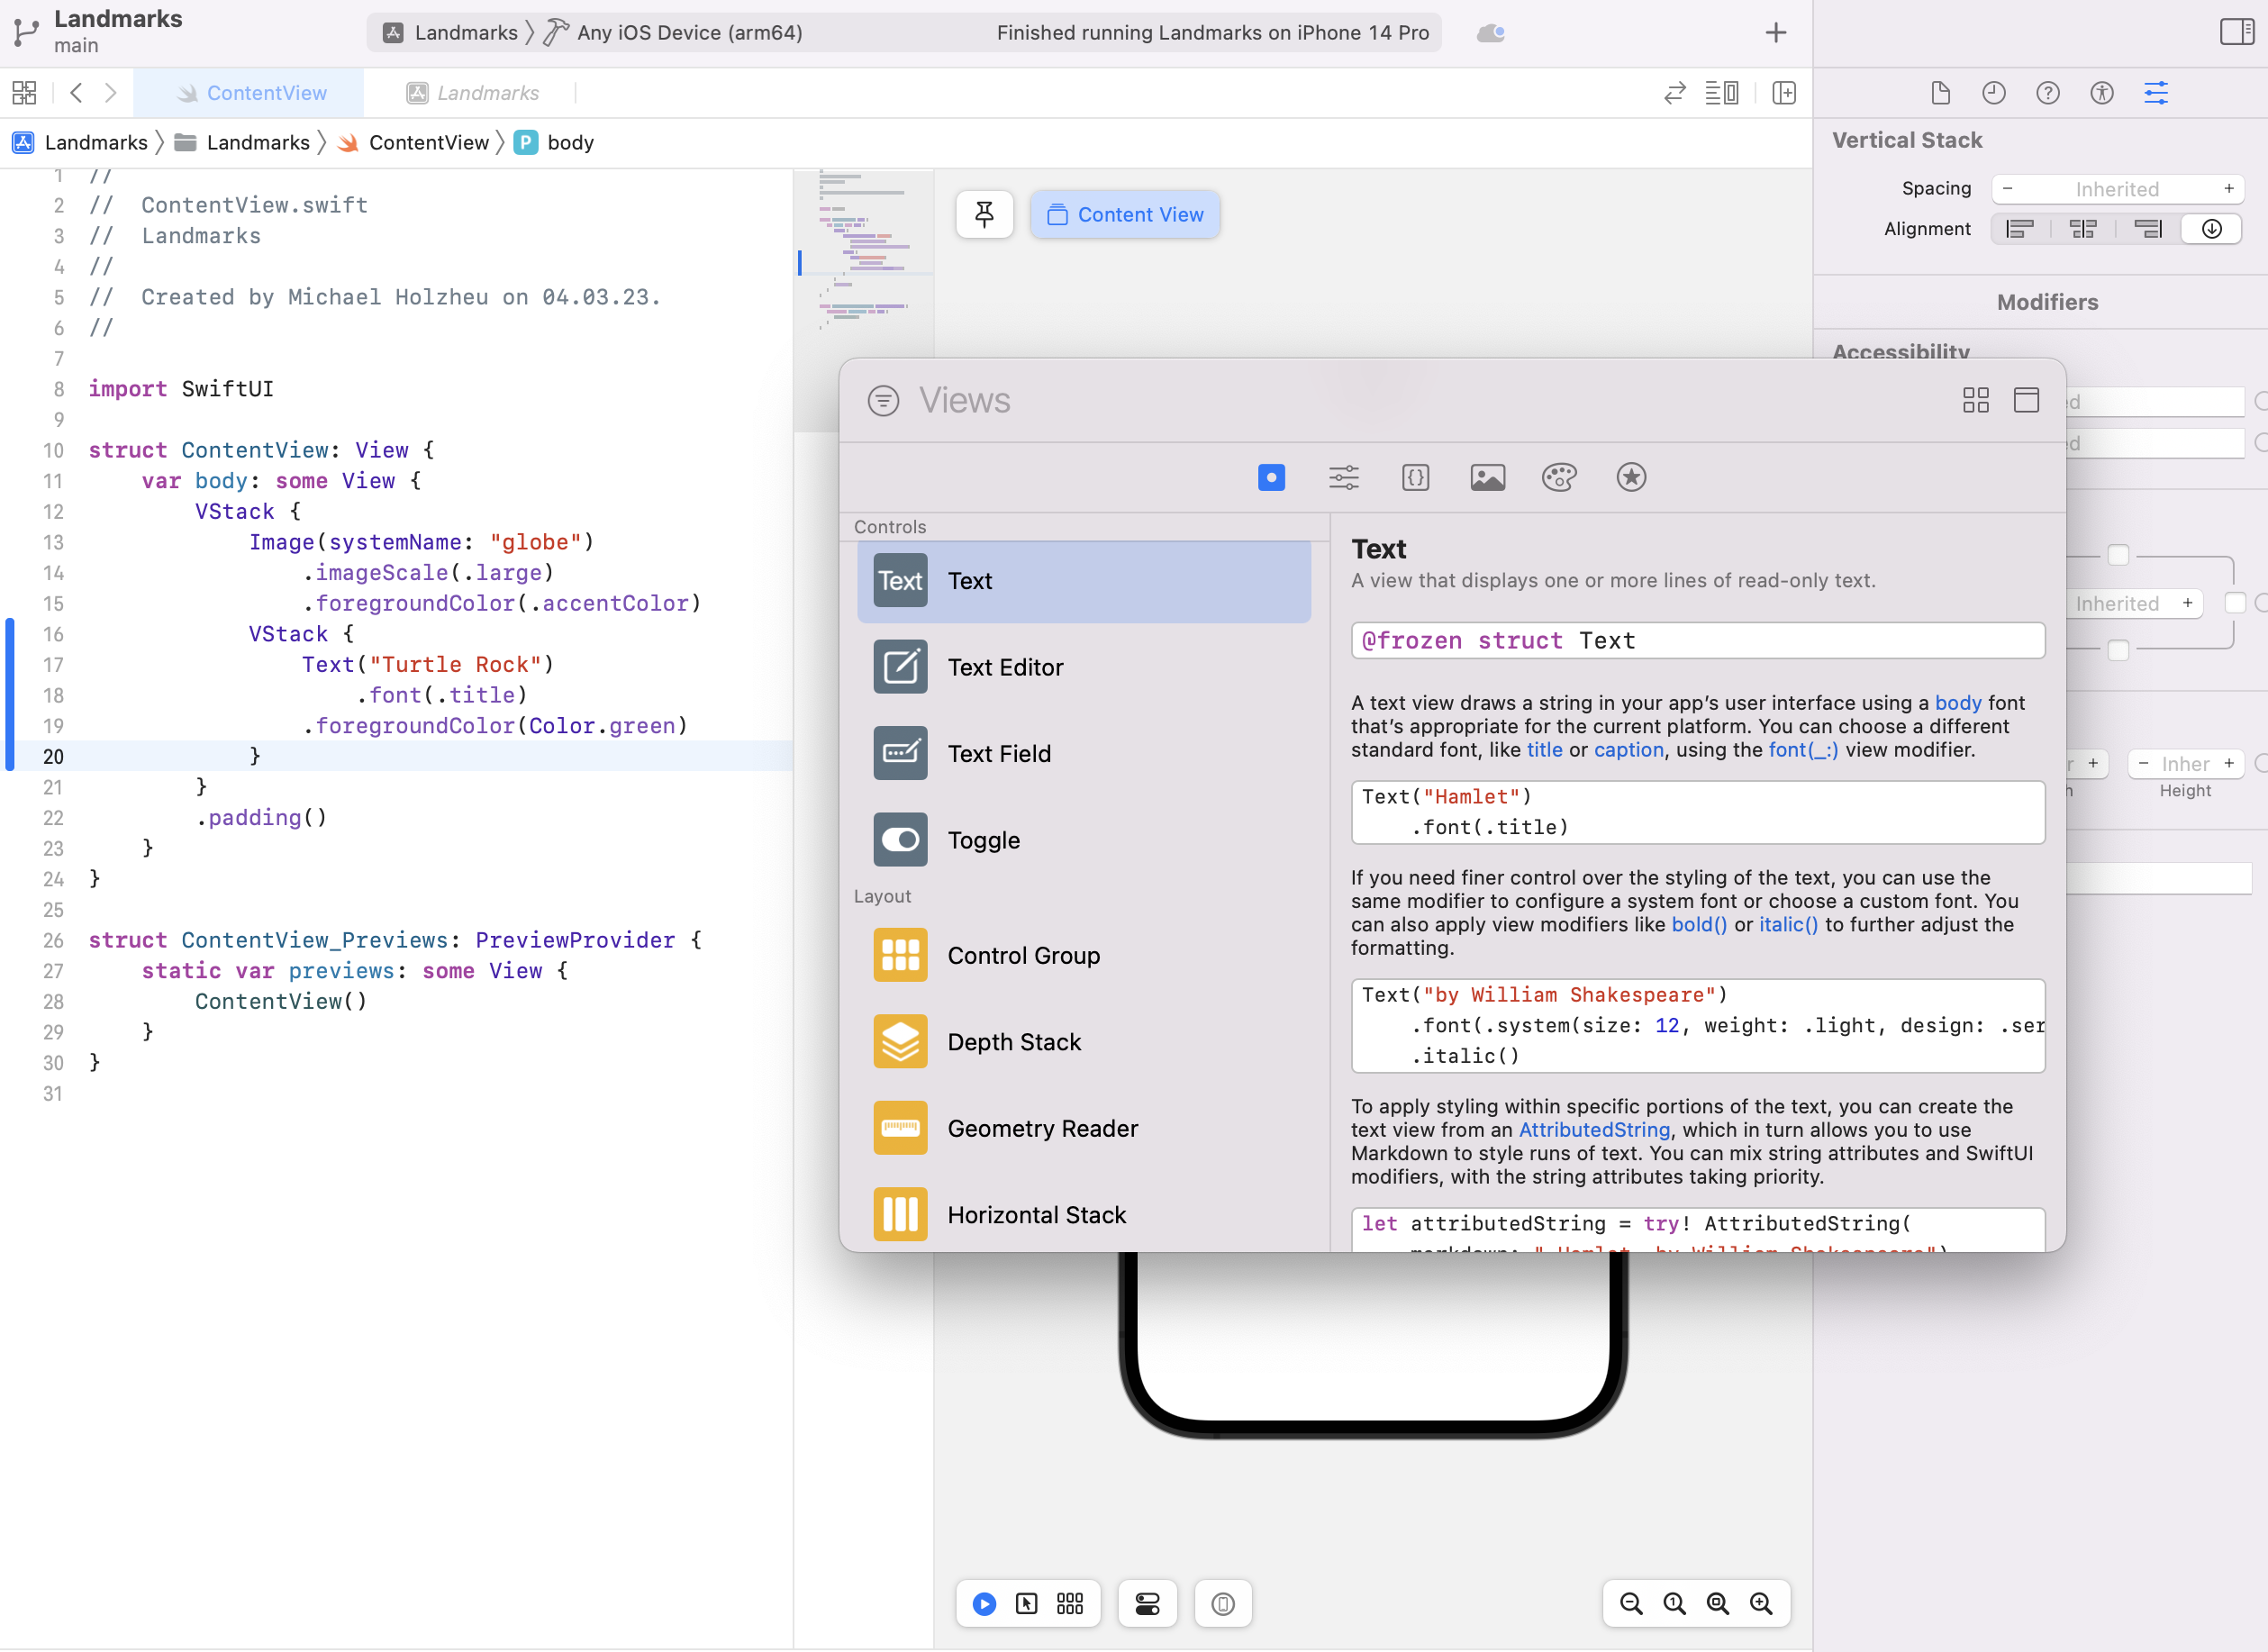 Landmarks
main
Landmarks 〉 Any iOS Device (arm64)
Finished running Landmarks on iPhone 14 Pro
ContentView
Landmarks
Landmarks 〉 Landmarks 〉 ContentView 〉 P body
1 //
2 //  ContentView.swift
3 //  Landmarks
4 //
5 //  Created by Michael Holzheu on 04.03.23.
6 //
7
8 import SwiftUI
9
10 struct ContentView: View {
11     var body: some View {
12         VStack {
13             Image(systemName: "globe")
14                 .imageScale(.large)
15                 .foregroundColor(.accentColor)
16             VStack {
17                 Text("Turtle Rock")
18                     .font(.title)
19                 .foregroundColor(Color.green)
20             }
21         }
22         .padding()
23     }
24 }
25
26 struct ContentView_Previews: PreviewProvider {
27     static var previews: some View {
28         ContentView()
29     }
30 }
31
Content View
Views
Controls
Text Text
Text Editor
Text Field
Toggle
Layout
Control Group
Depth Stack
Geometry Reader
Horizontal Stack
Text
A view that displays one or more lines of read-only text.
@frozen struct Text
A text view draws a string in your app’s user interface using a body font
that’s appropriate for the current platform. You can choose a different
standard font, like title or caption, using the font(_:) view modifier.
Text("Hamlet")
    .font(.title)
If you need finer control over the styling of the text, you can use the
same modifier to configure a system font or choose a custom font. You
can also apply view modifiers like bold() or italic() to further adjust the
formatting.
Text("by William Shakespeare")
    .font(.system(size: 12, weight: .light, design: .ser
    .italic()
To apply styling within specific portions of the text, you can create the
text view from an AttributedString, which in turn allows you to use
Markdown to style runs of text. You can mix string attributes and SwiftUI
modifiers, with the string attributes taking priority.
let attributedString = try! AttributedString(
Vertical Stack
Spacing − Inherited +
Alignment
Modifiers
Accessibility
Inherited +
+ − Inher +
Height